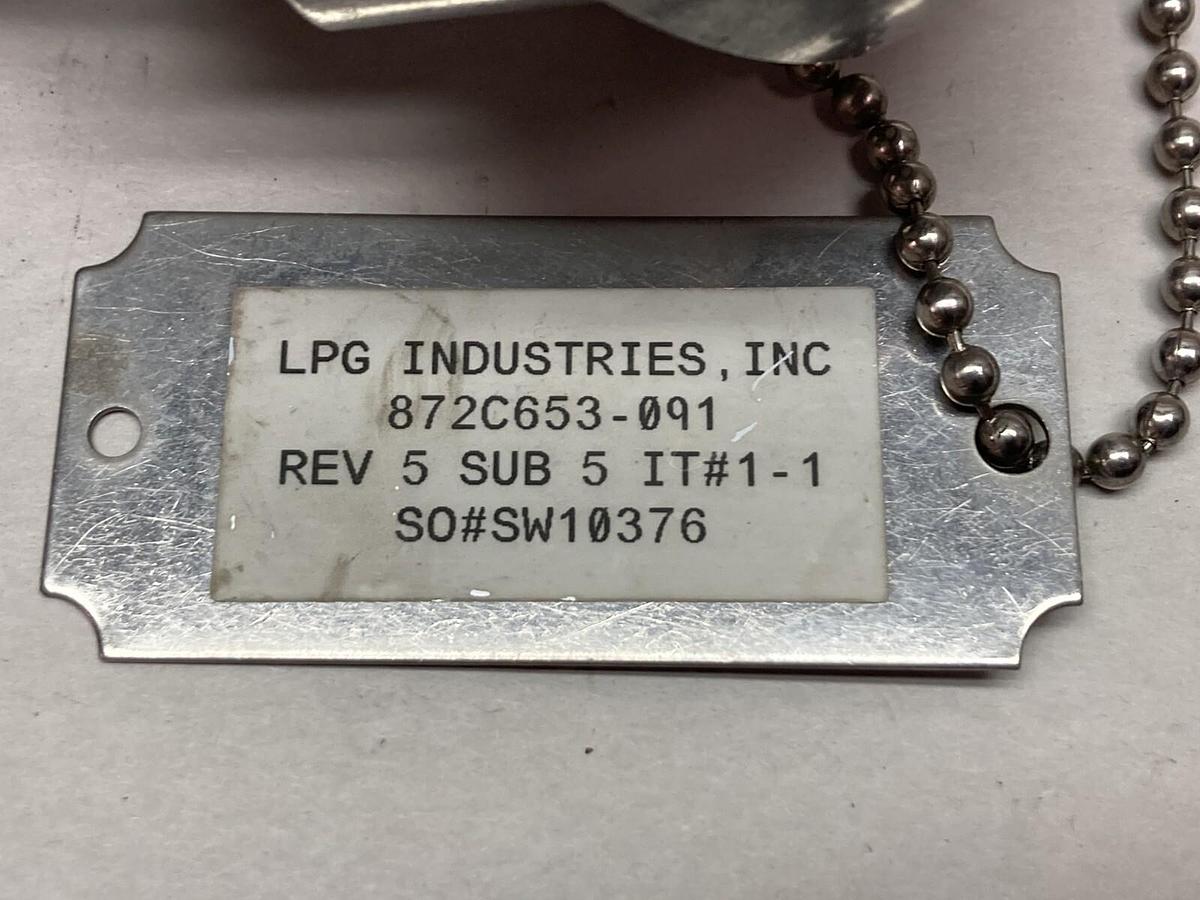 LPG INDUSTRIES,INC
872C653-091
REV 5 SUB 5 IT#1-1
SO#SW10376